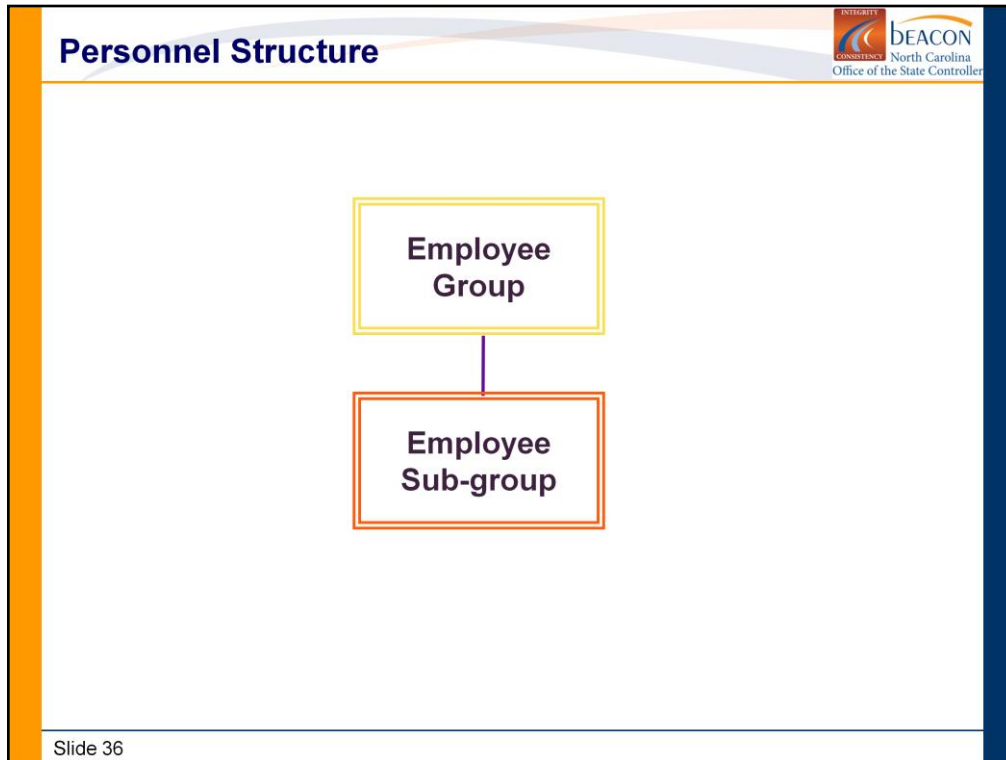 Personnel Structure
INTEGRITY
CONSISTENCY
bEACON
North Carolina
Office of the State Controller
Employee
Group
Employee
Sub-group
Slide 36